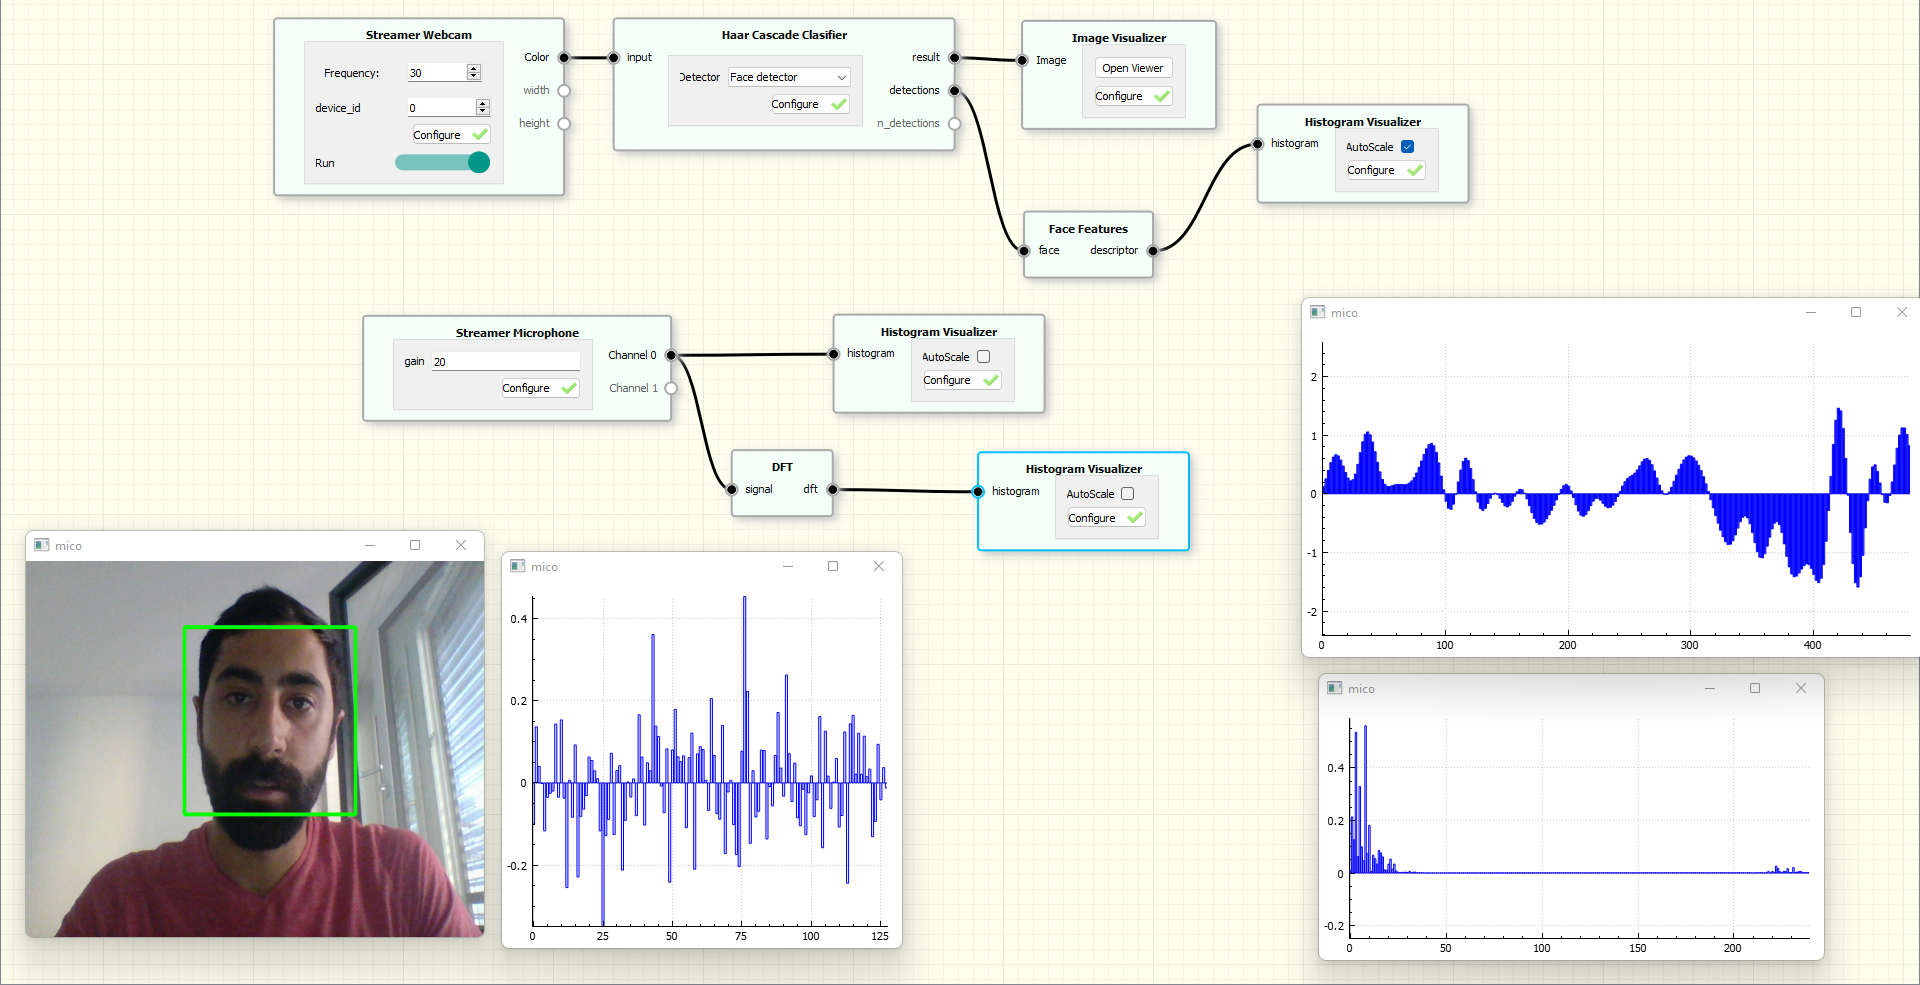 Streamer Webcam
Frequency: 30
device_id 0
Configure
Run
Color
width
height
Haar Cascade Clasifier
input
Detector Face detector
Configure
result
detections
n_detections
Image Visualizer
Image
Open Viewer
Configure
Histogram Visualizer
histogram
AutoScale
Configure
Face Features
face descriptor
Streamer Microphone
gain 20
Configure
Channel 0
Channel 1
Histogram Visualizer
histogram
AutoScale
Configure
DFT
signal dft
Histogram Visualizer
histogram
AutoScale
Configure
mico
2
1
0
-1
-2
0 100 200 300 400
mico
mico
0.4
0.2
0
-0.2
0 25 50 75 100 125
mico
0.4
0.2
0
-0.2
0 50 100 150 200